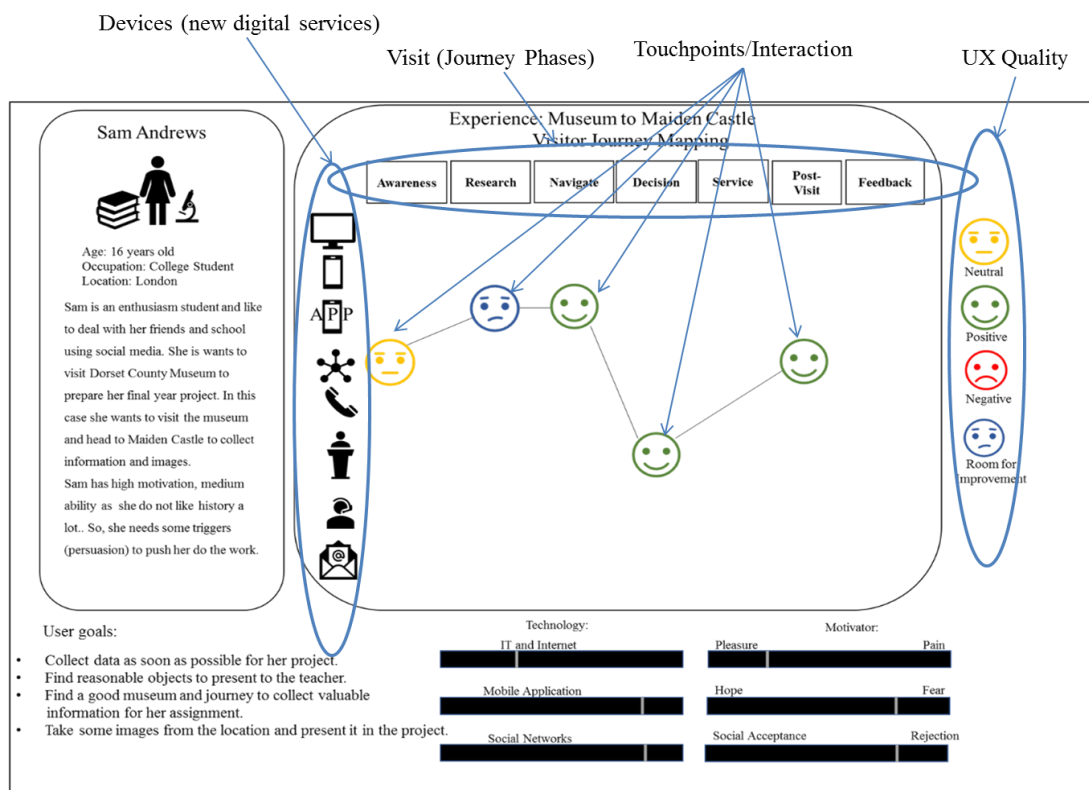 Devices (new digital services)
Visit (Journey Phases)
Touchpoints/Interaction
UX Quality
Sam Andrews
Age: 16 years old
Occupation: College Student
Location: London
Sam is an enthusiasm student and like
to deal with her friends and school
using social media. She is wants to
visit Dorset County Museum to
prepare her final year project. In this
case she wants to visit the museum
and head to Maiden Castle to collect
information and images.
Sam has high motivation, medium
ability as she do not like history a
lot.. So, she needs some triggers
(persuasion) to push her do the work.
Experience: Museum to Maiden Castle
Visitor Journey Mapping
Awareness
Research
Navigate
Decision
Service
Post-
Visit
Feedback
APP
@
Neutral
Positive
Negative
Room for
improvement
User goals:
• Collect data as soon as possible for her project.
• Find reasonable objects to present to the teacher.
• Find a good museum and journey to collect valuable
information for her assignment.
• Take some images from the location and present it in the project.
Technology:
IT and Internet
Mobile Application
Social Networks
Motivator:
Pleasure Pain
Hope Fear
Social Acceptance Rejection